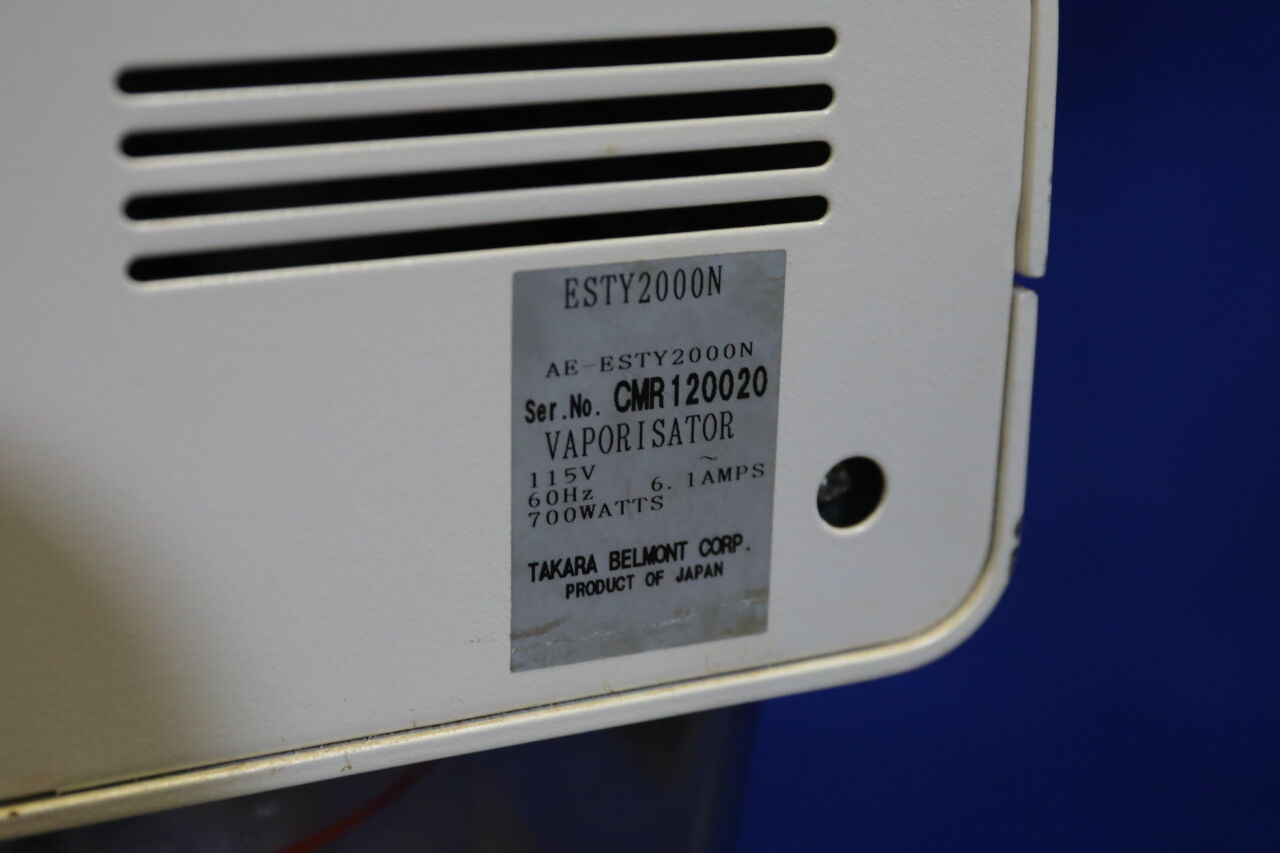 ESTY2000N
AE-ESTY2000N
Ser.No. CMR120020
VAPORISATOR
115V ~
60Hz 6.1AMPS
700WATTS
TAKARA BELMONT CORP.
PRODUCT OF JAPAN